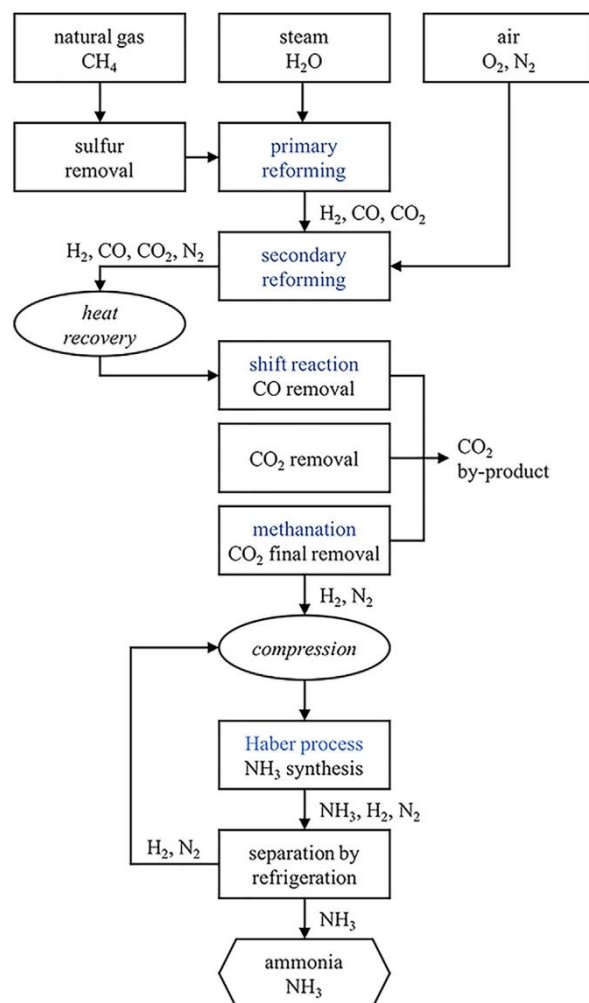 natural gas
CH₄
steam
H₂O
air
O₂, N₂
sulfur
removal
primary
reforming
H₂, CO, CO₂
H₂, CO, CO₂, N₂
secondary
reforming
heat
recovery
shift reaction
CO removal
CO₂ removal
CO₂
by-product
methanation
CO₂ final removal
H₂, N₂
compression
Haber process
NH₃ synthesis
NH₃, H₂, N₂
H₂, N₂
separation by
refrigeration
NH₃
ammonia
NH₃